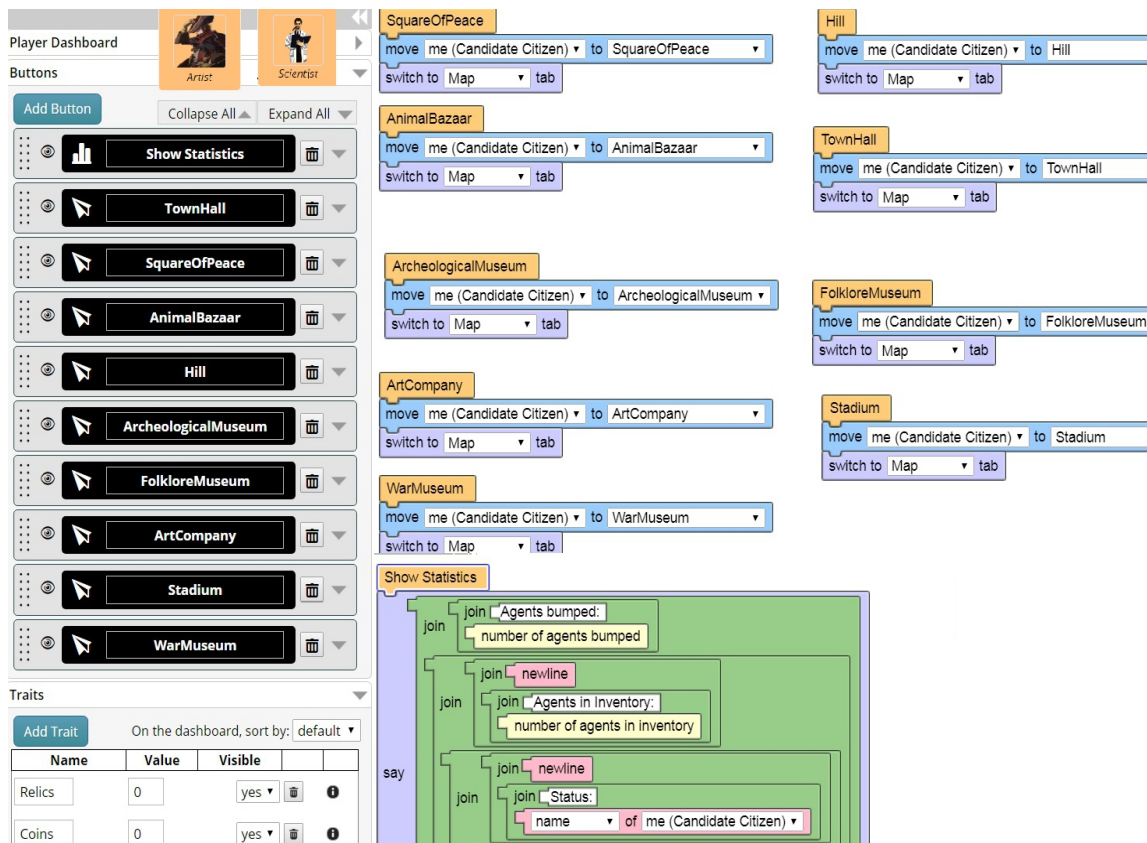 Player Dashboard
Artist
Scientist
Buttons
Add Button
Collapse All
Expand All
Show Statistics
TownHall
SquareOfPeace
AnimalBazaar
Hill
ArcheologicalMuseum
FolkloreMuseum
ArtCompany
Stadium
WarMuseum
Traits
Add Trait
On the dashboard, sort by: default
Name Value Visible
Relics 0 yes
Coins 0 yes
SquareOfPeace
move me (Candidate Citizen) to SquareOfPeace
switch to Map tab
AnimalBazaar
move me (Candidate Citizen) to AnimalBazaar
switch to Map tab
ArcheologicalMuseum
move me (Candidate Citizen) to ArcheologicalMuseum
switch to Map tab
ArtCompany
move me (Candidate Citizen) to ArtCompany
switch to Map tab
WarMuseum
move me (Candidate Citizen) to WarMuseum
switch to Map tab
Hill
move me (Candidate Citizen) to Hill
switch to Map tab
TownHall
move me (Candidate Citizen) to TownHall
switch to Map tab
FolkloreMuseum
move me (Candidate Citizen) to FolkloreMuseum
switch to Map tab
Stadium
move me (Candidate Citizen) to Stadium
switch to Map tab
Show Statistics
say
join
join Agents bumped:
number of agents bumped
join
join newline
join Agents in Inventory:
number of agents in inventory
join
join newline
join Status:
name of me (Candidate Citizen)